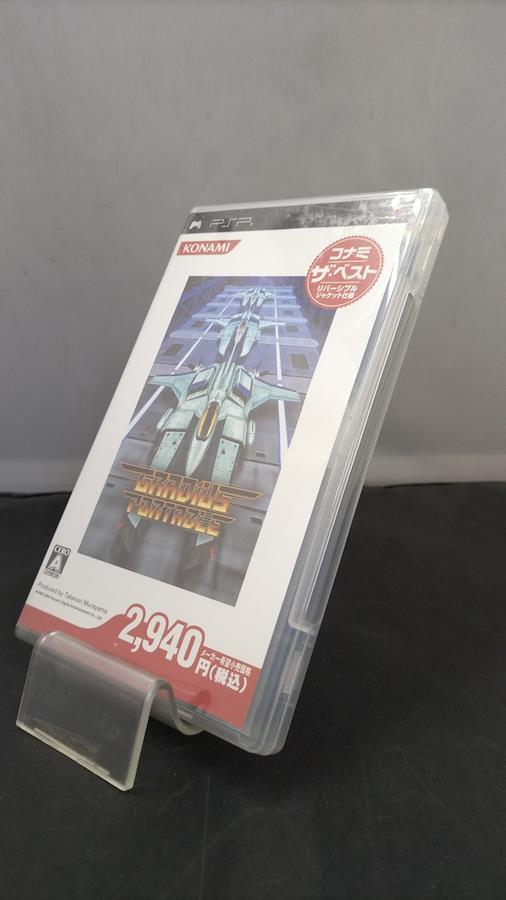 PSP
KONAMI
コナミ
ザ・ベスト
リバーシブル
ジャケット仕様
GRADIUS
PORTABLE
CERO
A
Produced by Takanori Murayama
2,940
メーカー希望小売価格
円(税込)